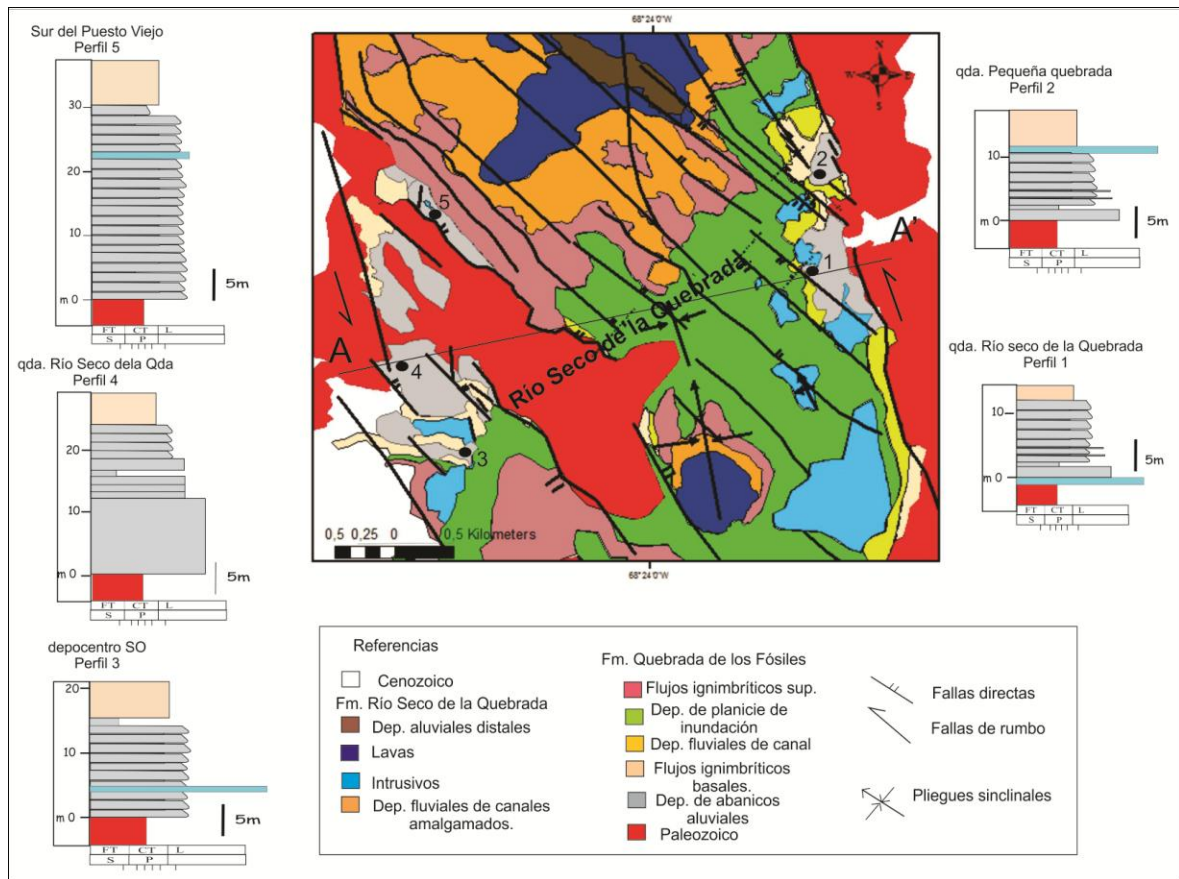 Sur del Puesto Viejo
Perfil 5
30
20
10
m 0
5m
FT CT L
S P
qda. Río Seco dela Qda
Perfil 4
20
10
m 0
5m
FT CT L
S P
depocentro SO
Perfil 3
20
10
m 0
5m
FT CT L
S P
68° 24'0"W
N
W E
S
5
2
1
4
3
A
A'
Río Seco de la Quebrada
0,5 0,25 0 0,5 Kilometers
68° 24'0"W
qda. Pequeña quebrada
Perfil 2
10
m 0
5m
FT CT L
S P
qda. Río seco de la Quebrada
Perfil 1
10
m 0
5m
FT CT L
S P
Referencias
Cenozoico
Fm. Río Seco de la Quebrada
Dep. aluviales distales
Lavas
Intrusivos
Dep. fluviales de canales
amalgamados.
Fm. Quebrada de los Fósiles
Flujos ignimbríticos sup.
Dep. de planicie de
inundación
Dep. fluviales de canal
Flujos ignimbríticos
basales.
Dep. de abanicos
aluviales
Paleozoico
Fallas directas
Fallas de rumbo
Pliegues sinclinales